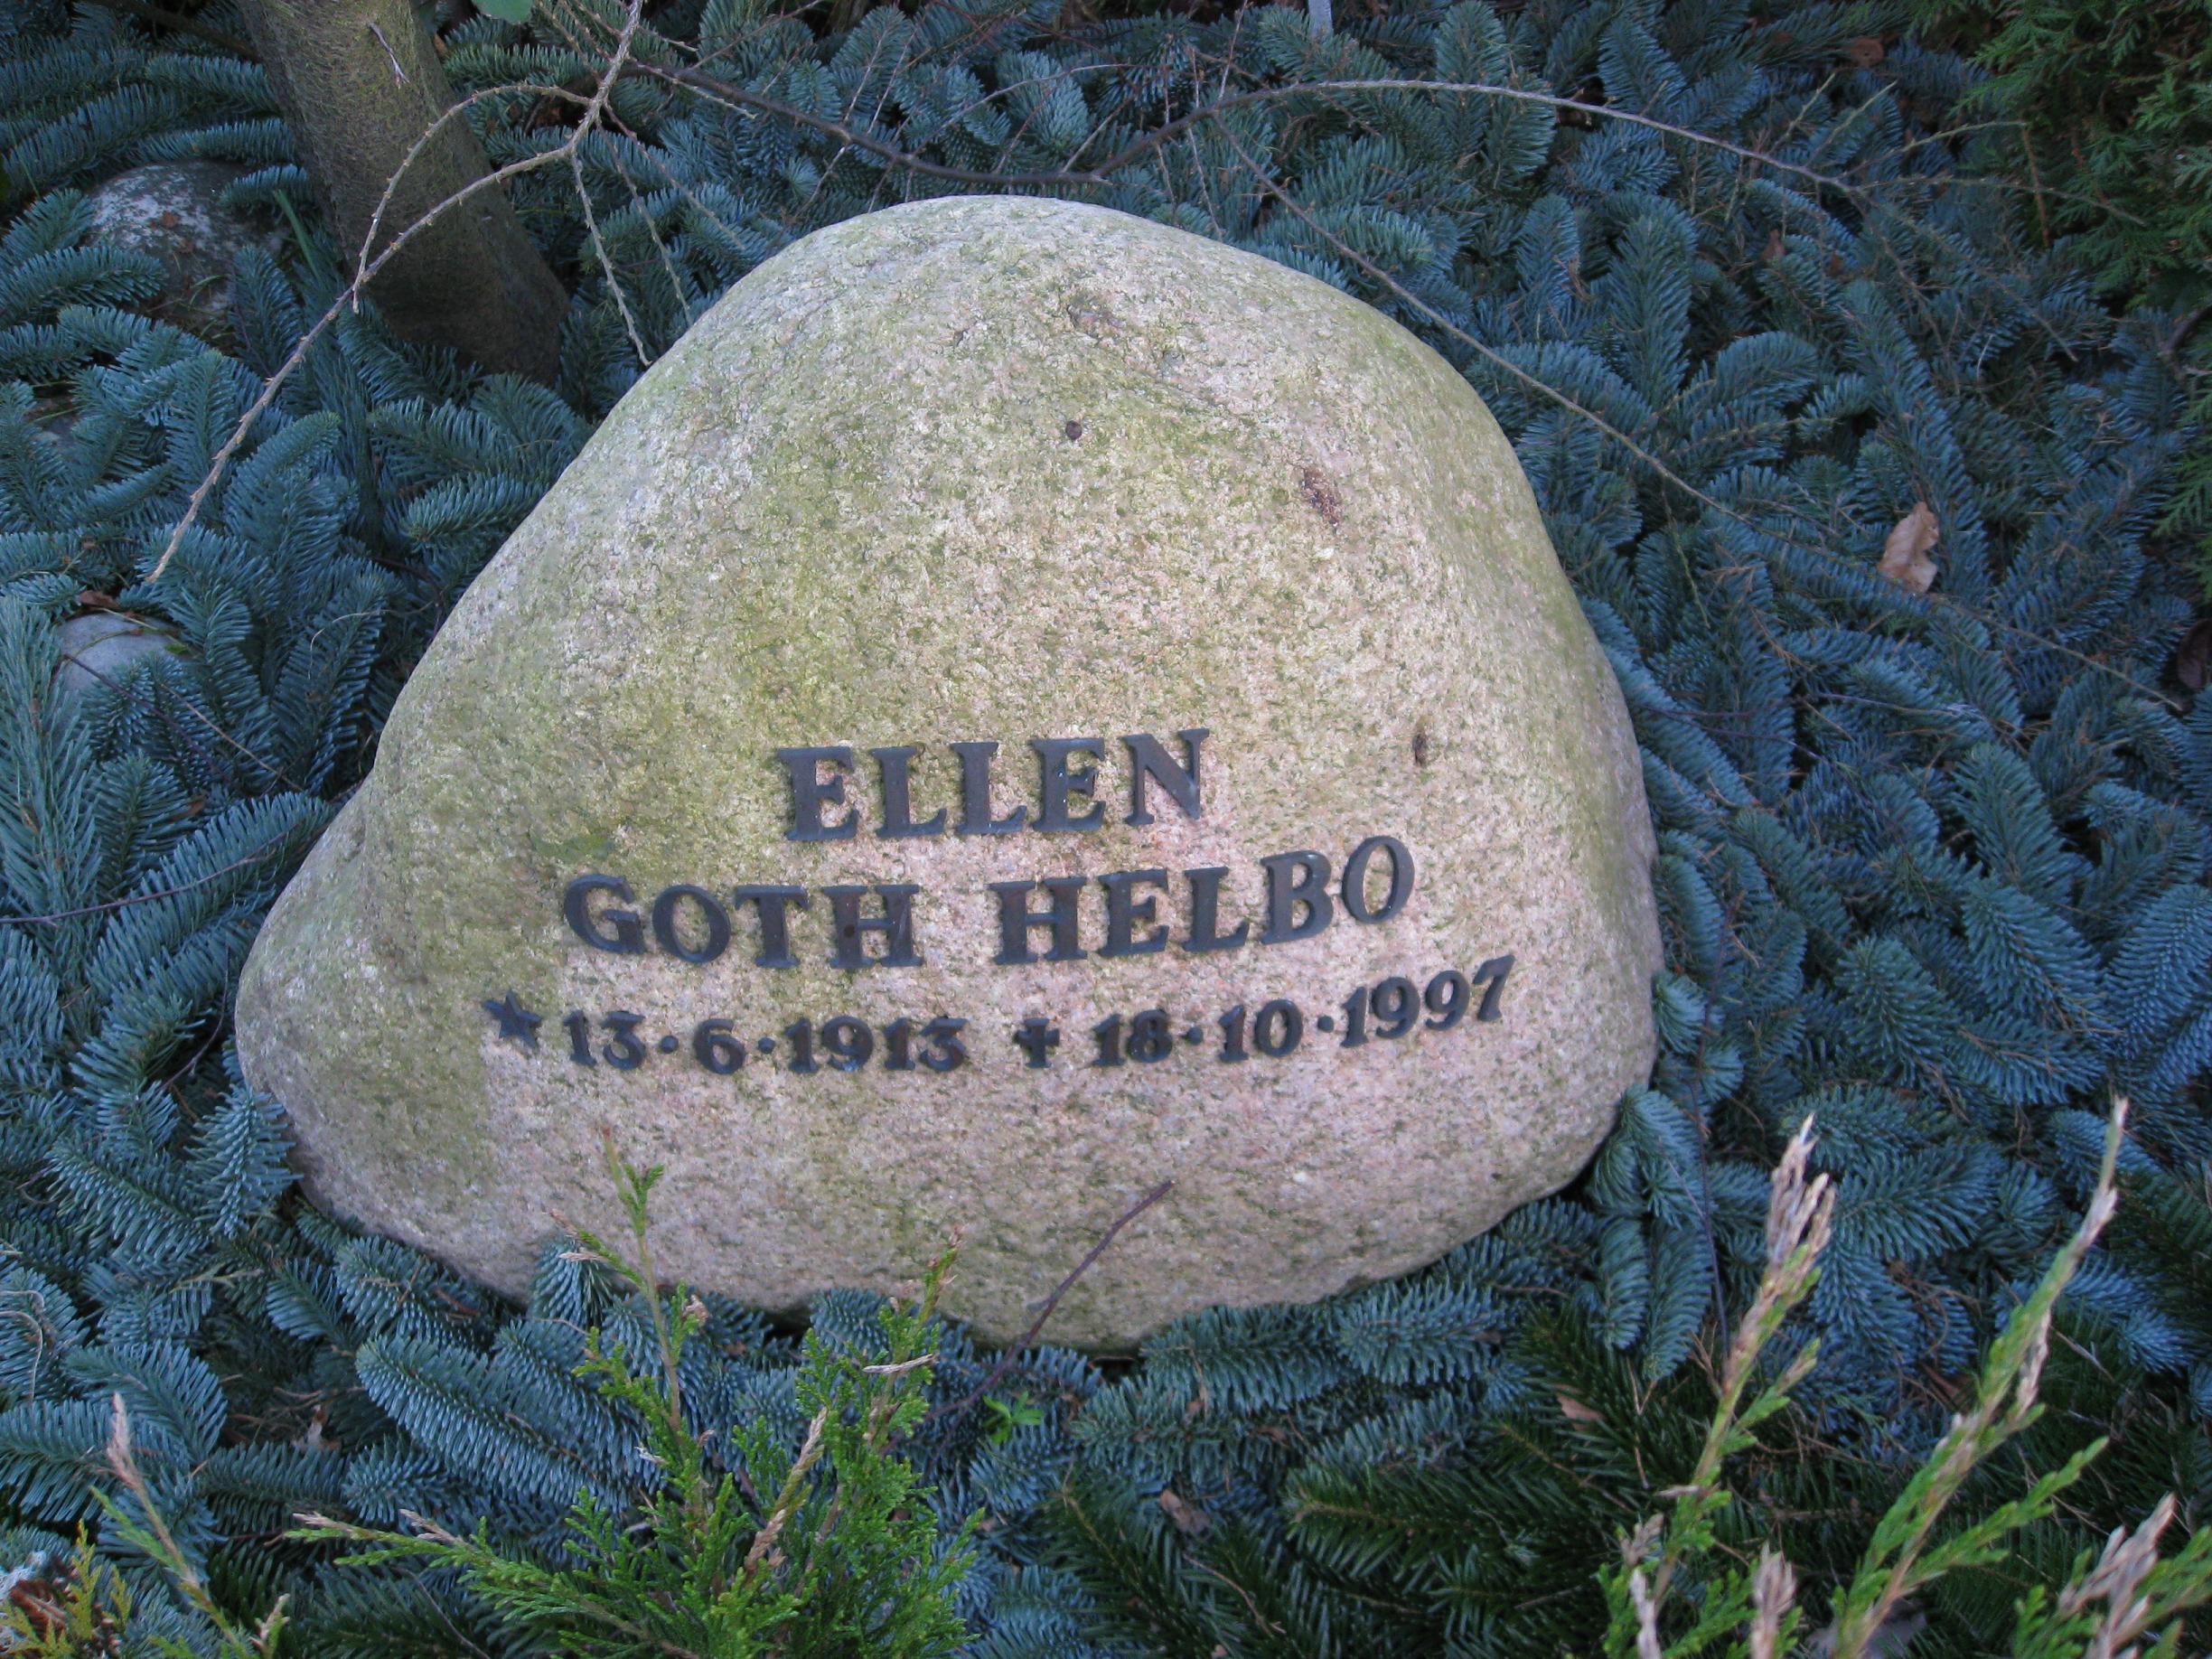 ELLEN
GOTH HELBO
★ 13·6·1913 ✝ 18·10·1997